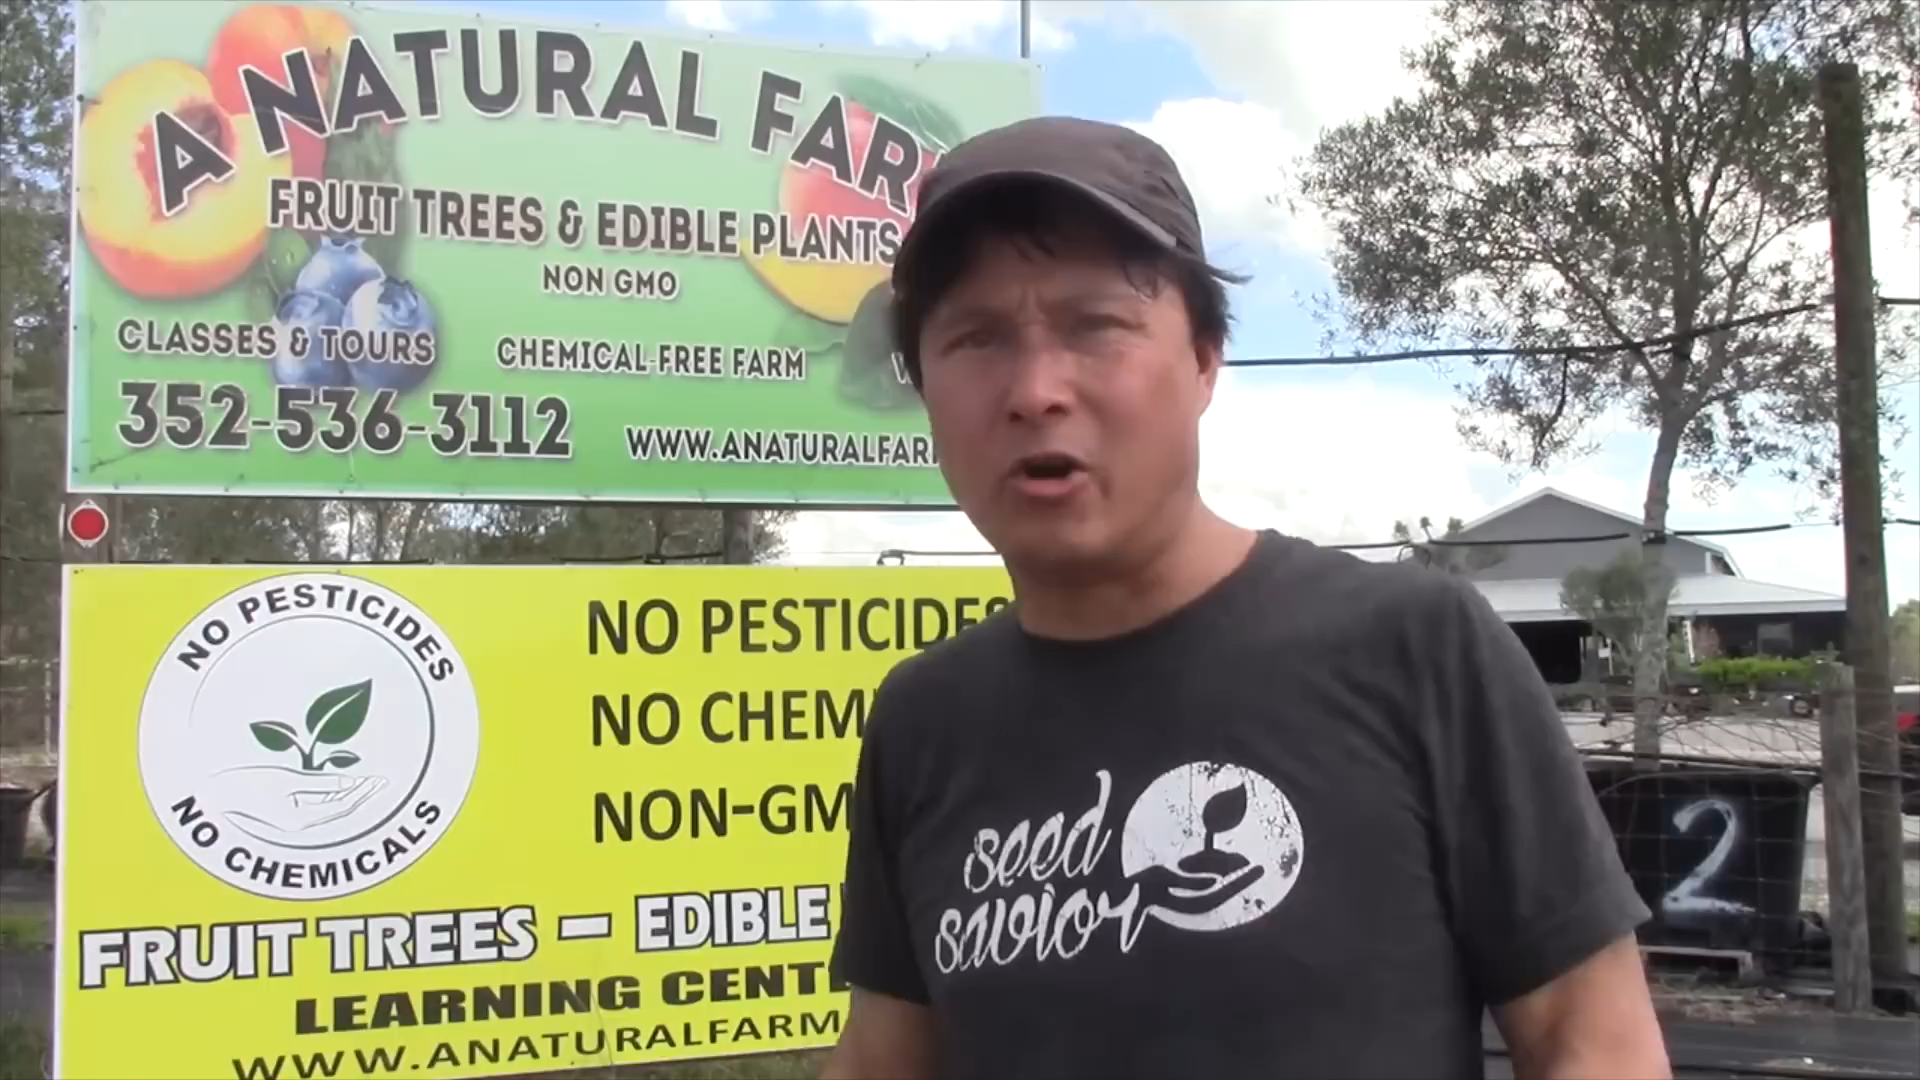 A NATURAL FAR
FRUIT TREES & EDIBLE PLANTS
NON GMO
CLASSES & TOURS
CHEMICAL-FREE FARM
352-536-3112
WWW.ANATURALFAR
NO PESTICIDES
NO CHEMICALS
NO PESTICIDES
NO CHEM
NON-GM
FRUIT TREES – EDIBLE
LEARNING CENT
WWW.ANATURALFARM
seed
savior
2